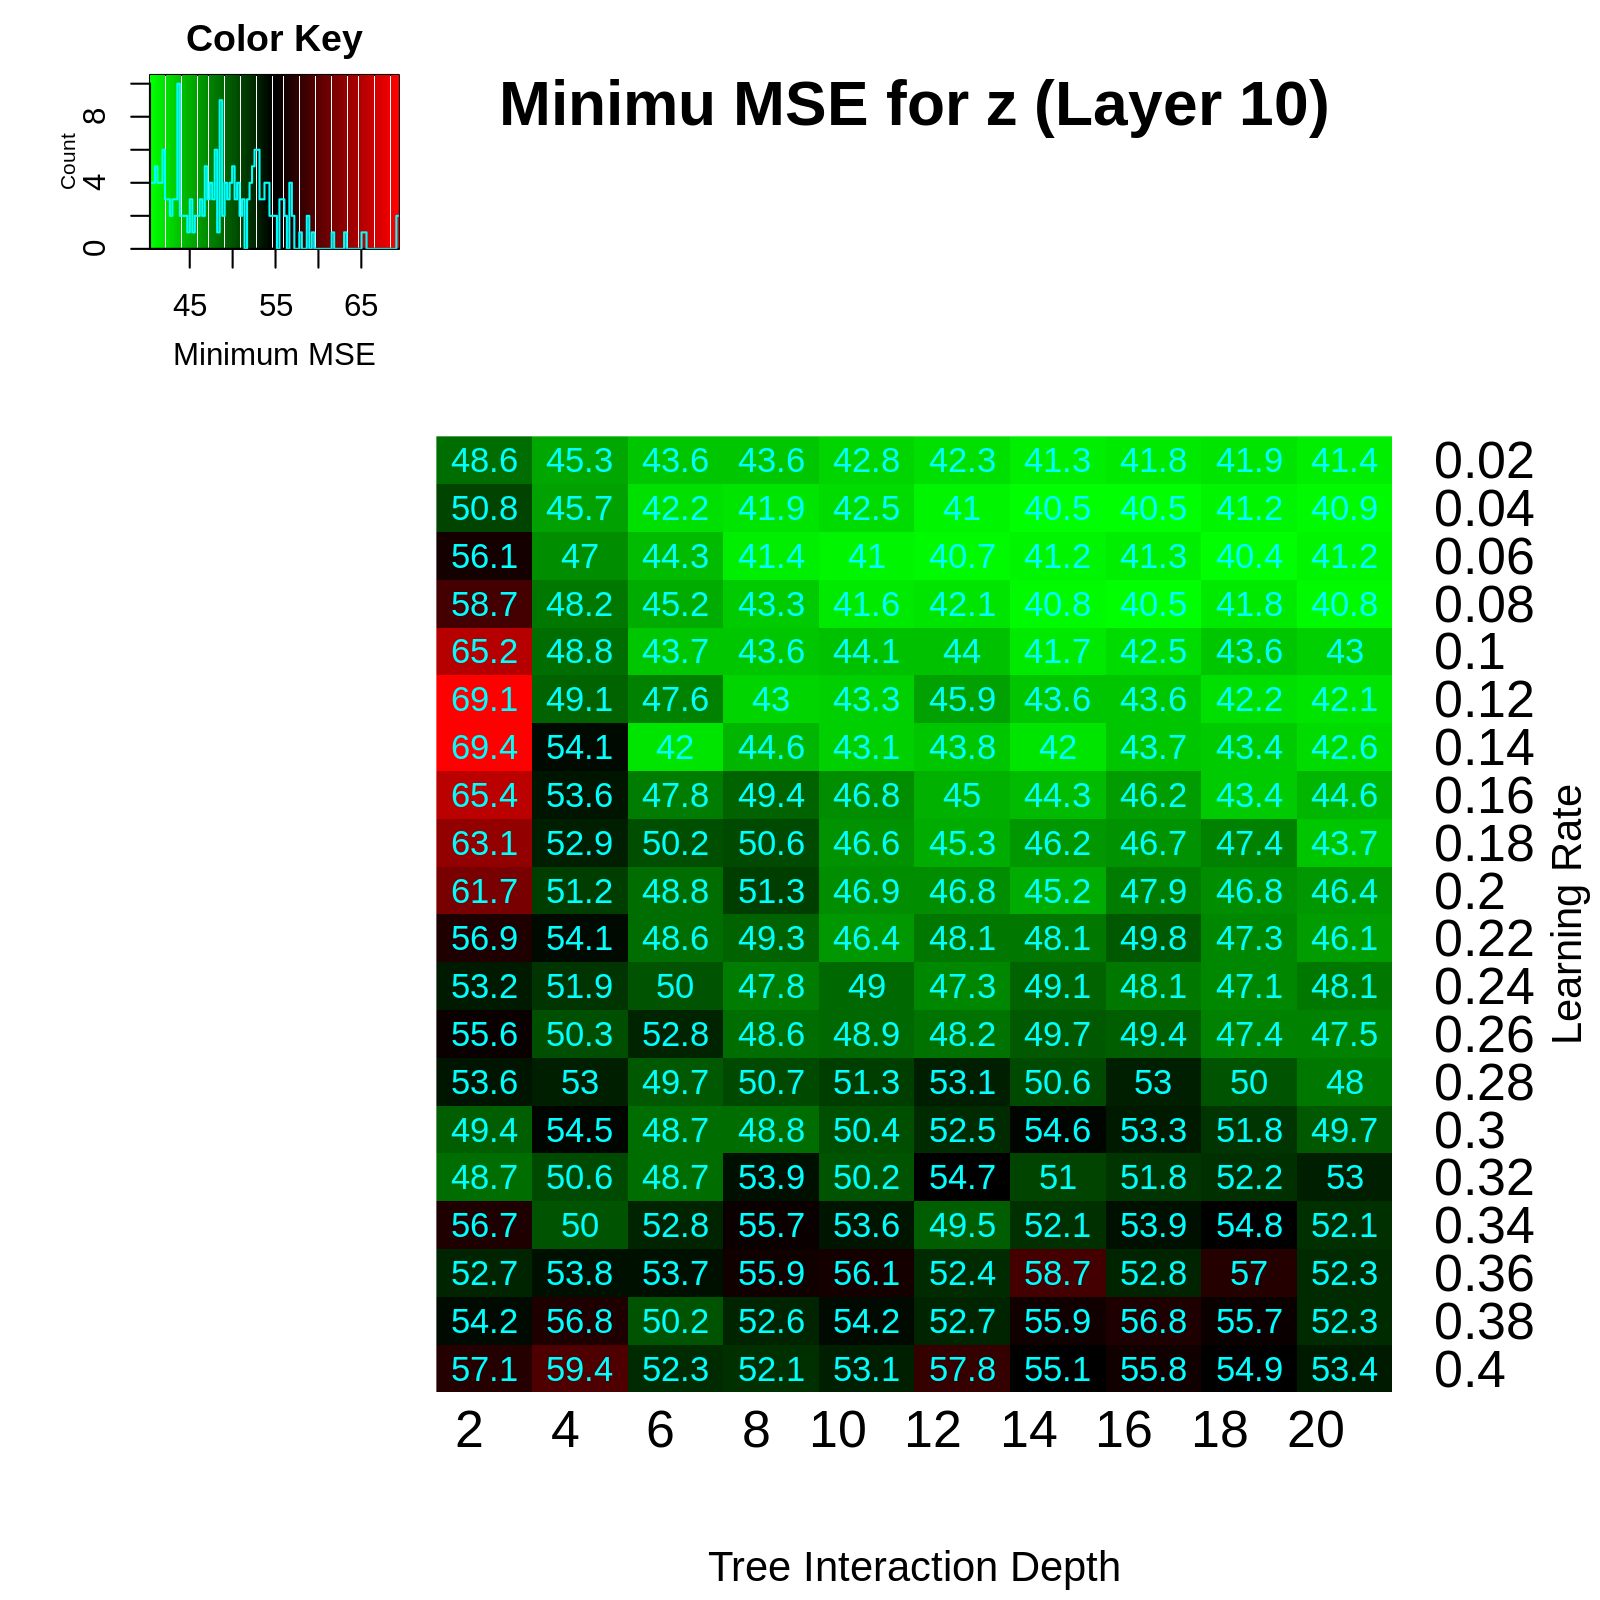 Color Key
Minimu MSE for z (Layer 10)
Count
0 4 8
45 55 65
Minimum MSE
48.6 45.3 43.6 43.6 42.8 42.3 41.3 41.8 41.9 41.4 0.02
50.8 45.7 42.2 41.9 42.5 41 40.5 40.5 41.2 40.9 0.04
56.1 47 44.3 41.4 41 40.7 41.2 41.3 40.4 41.2 0.06
58.7 48.2 45.2 43.3 41.6 42.1 40.8 40.5 41.8 40.8 0.08
65.2 48.8 43.7 43.6 44.1 44 41.7 42.5 43.6 43 0.1
69.1 49.1 47.6 43 43.3 45.9 43.6 43.6 42.2 42.1 0.12
69.4 54.1 42 44.6 43.1 43.8 42 43.7 43.4 42.6 0.14
65.4 53.6 47.8 49.4 46.8 45 44.3 46.2 43.4 44.6 0.16
63.1 52.9 50.2 50.6 46.6 45.3 46.2 46.7 47.4 43.7 0.18
61.7 51.2 48.8 51.3 46.9 46.8 45.2 47.9 46.8 46.4 0.2
56.9 54.1 48.6 49.3 46.4 48.1 48.1 49.8 47.3 46.1 0.22
53.2 51.9 50 47.8 49 47.3 49.1 48.1 47.1 48.1 0.24
55.6 50.3 52.8 48.6 48.9 48.2 49.7 49.4 47.4 47.5 0.26
53.6 53 49.7 50.7 51.3 53.1 50.6 53 50 48 0.28
49.4 54.5 48.7 48.8 50.4 52.5 54.6 53.3 51.8 49.7 0.3
48.7 50.6 48.7 53.9 50.2 54.7 51 51.8 52.2 53 0.32
56.7 50 52.8 55.7 53.6 49.5 52.1 53.9 54.8 52.1 0.34
52.7 53.8 53.7 55.9 56.1 52.4 58.7 52.8 57 52.3 0.36
54.2 56.8 50.2 52.6 54.2 52.7 55.9 56.8 55.7 52.3 0.38
57.1 59.4 52.3 52.1 53.1 57.8 55.1 55.8 54.9 53.4 0.4
Learning Rate
2 4 6 8 10 12 14 16 18 20
Tree Interaction Depth